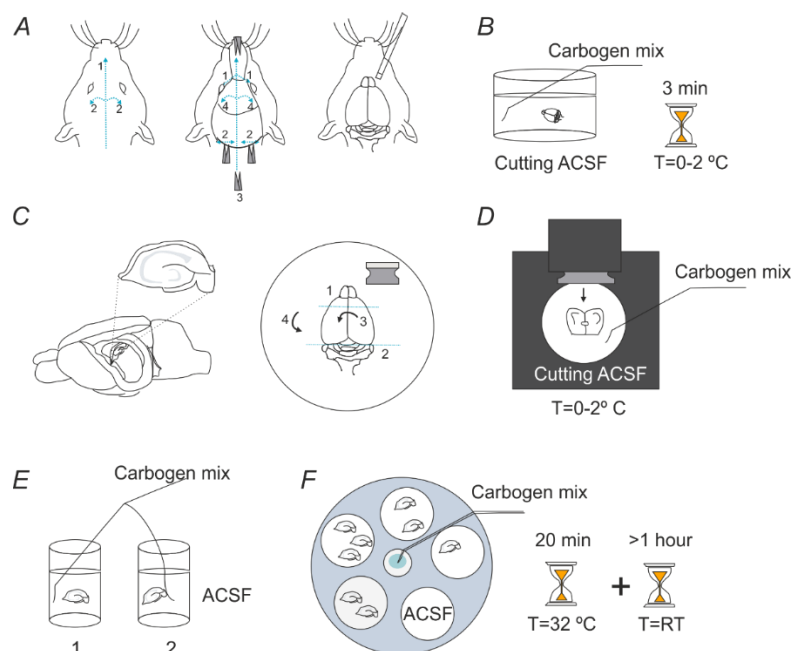 A
1
2
2
1
1
4
4
2
2
3
B
Carbogen mix
3 min
Cutting ACSF
T=0-2 ºC
C
1
4
3
2
D
Carbogen mix
Cutting ACSF
T=0-2º C
E
Carbogen mix
ACSF
1
2
F
Carbogen mix
20 min
>1 hour
ACSF
+
T=32 ºC
T=RT